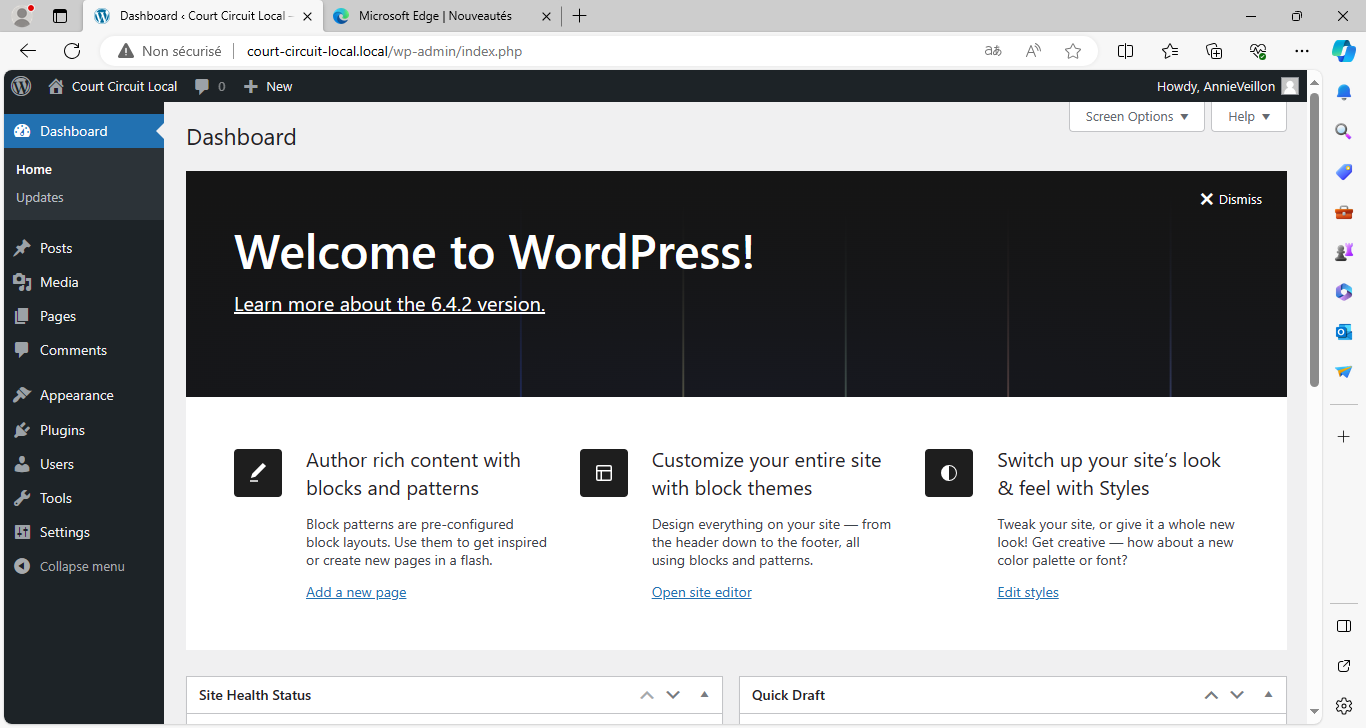 Dashboard ‹ Court Circuit Local –
Microsoft Edge | Nouveautés
Non sécurisé
court-circuit-local.local/wp-admin/index.php
Court Circuit Local
0
New
Howdy, AnnieVeillon
Dashboard
Home
Updates
Posts
Media
Pages
Comments
Appearance
Plugins
Users
Tools
Settings
Collapse menu
Dashboard
Screen Options
Help
Dismiss
Welcome to WordPress!
Learn more about the 6.4.2 version.
Author rich content with
blocks and patterns
Block patterns are pre-configured
block layouts. Use them to get inspired
or create new pages in a flash.
Add a new page
Customize your entire site
with block themes
Design everything on your site — from
the header down to the footer, all
using blocks and patterns.
Open site editor
Switch up your site’s look
& feel with Styles
Tweak your site, or give it a whole new
look! Get creative — how about a new
color palette or font?
Edit styles
Site Health Status
Quick Draft